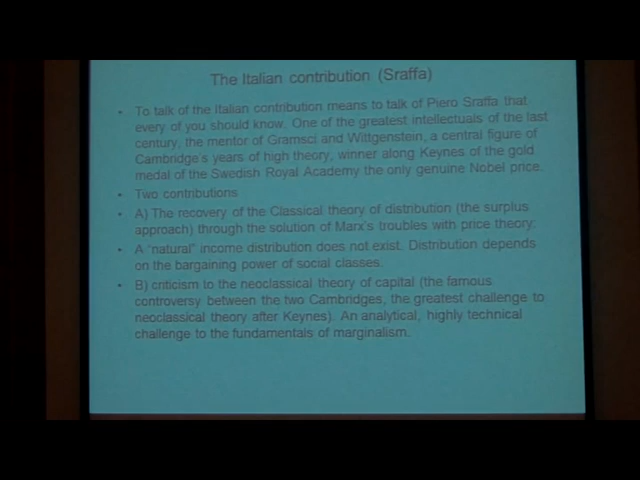 The Italian contribution (Sraffa)
• To talk of the Italian contribution means to talk of Piero Sraffa that
every of you should know. One of the greatest intellectuals of the last
century, the mentor of Gramsci and Wittgenstein, a central figure of
Cambridge's years of high theory, winner along Keynes of the gold
medal of the Swedish Royal Academy the only genuine Nobel price.
• Two contributions
• A) The recovery of the Classical theory of distribution (the surplus
approach) through the solution of Marx's troubles with price theory:
• A "natural" income distribution does not exist. Distribution depends
on the bargaining power of social classes.
• B) criticism to the neoclassical theory of capital (the famous
controversy between the two Cambridges, the greatest challenge to
neoclassical theory after Keynes). An analytical, highly technical
challenge to the fundamentals of marginalism.